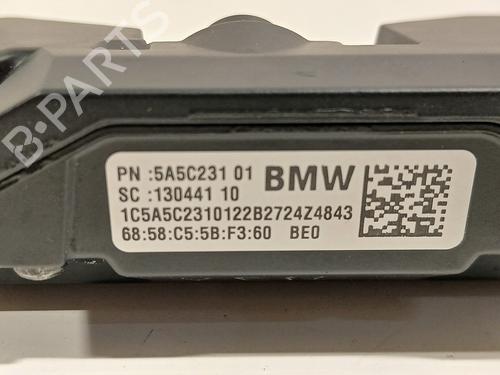 B-PARTS
PN :5A5C231 01 BMW
SC :130441 10
1C5A5C2310122B2724Z4843
68:58:C5:5B:F3:60 BE0